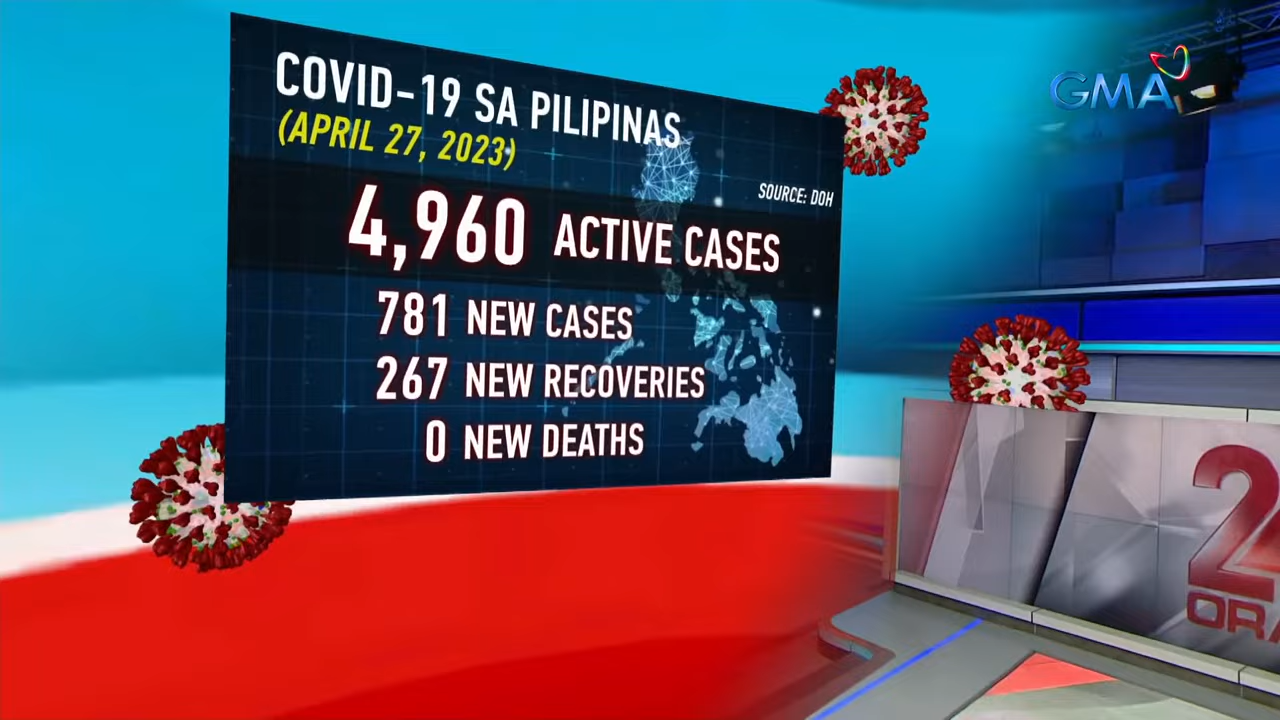 COVID-19 SA PILIPINAS
(APRIL 27, 2023)
SOURCE: DOH
4,960 ACTIVE CASES
781 NEW CASES
267 NEW RECOVERIES
0 NEW DEATHS
GMA
2
ORA